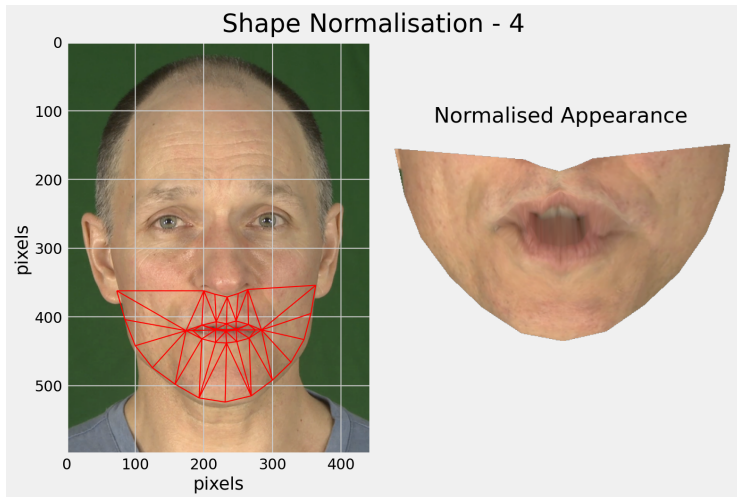 Shape Normalisation - 4
0
100
200
300
400
500
pixels
0 100 200 300 400
pixels
Normalised Appearance